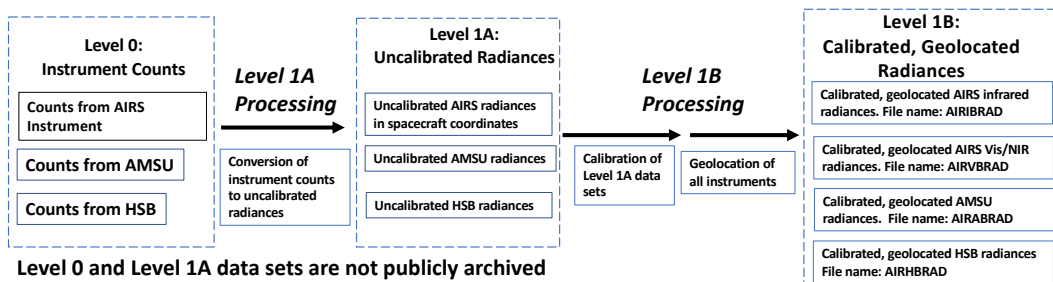 Level 0:
Instrument Counts
Counts from AIRS
Instrument
Counts from AMSU
Counts from HSB
Level 1A
Processing
Conversion of
instrument counts
to uncalibrated
radiances
Level 1A:
Uncalibrated Radiances
Uncalibrated AIRS radiances
in spacecraft coordinates
Uncalibrated AMSU radiances
Uncalibrated HSB radiances
Level 1B
Processing
Calibration of
Level 1A data
sets
Geolocation of
all instruments
Level 1B:
Calibrated, Geolocated
Radiances
Calibrated, geolocated AIRS infrared
radiances. File name: AIRIBRAD
Calibrated, geolocated AIRS Vis/NIR
radiances. File name: AIRVBRAD
Calibrated, geolocated AMSU
radiances.  File name: AIRABRAD
Calibrated, geolocated HSB radiances
File name: AIRHBRAD
Level 0 and Level 1A data sets are not publicly archived